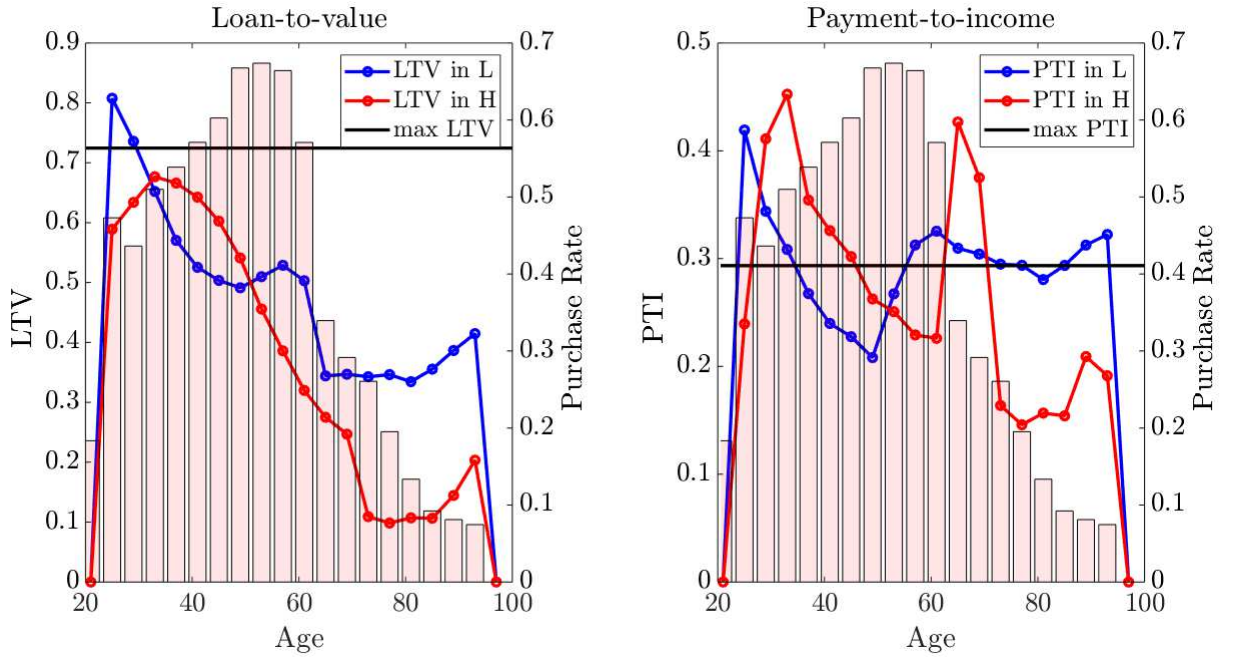 Loan-to-value
0.9
0.8
0.7
0.6
0.5
0.4
0.3
0.2
0.1
0
LTV
0.7
0.6
0.5
0.4
0.3
0.2
0.1
0
Purchase Rate
LTV in L
LTV in H
max LTV
20 40 60 80 100
Age
Payment-to-income
0.5
0.4
0.3
0.2
0.1
0
PTI
0.7
0.6
0.5
0.4
0.3
0.2
0.1
0
Purchase Rate
PTI in L
PTI in H
max PTI
20 40 60 80 100
Age